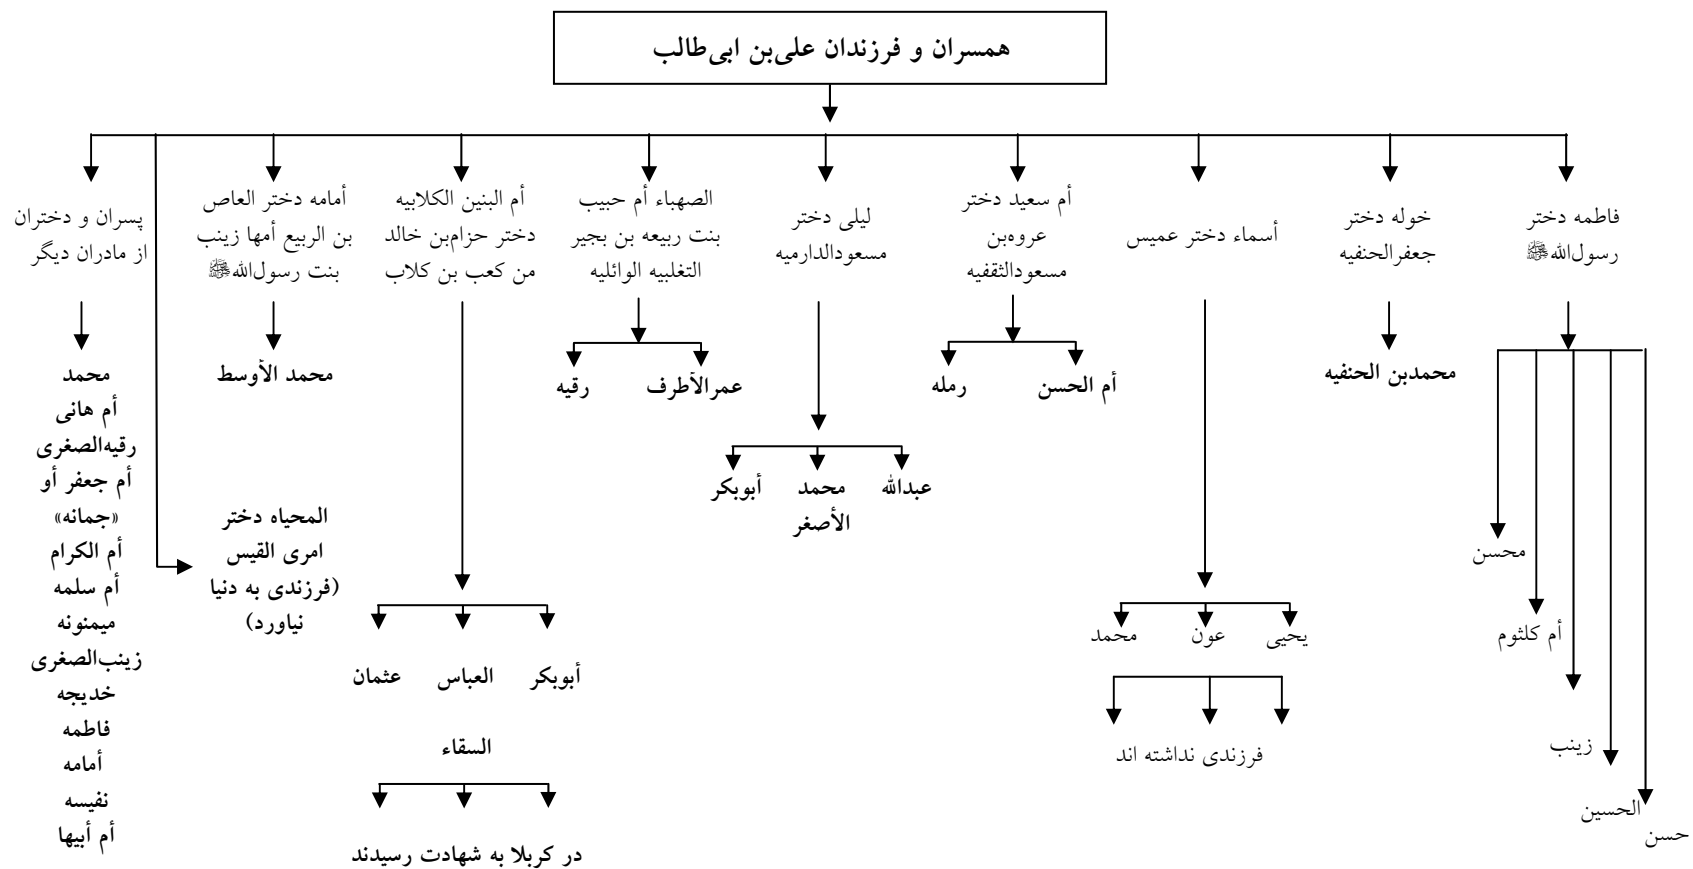 همسران و فرزندان علی‌بن ابی‌طالب
فاطمه دختر
رسول‌الله ﷺ
حسن
الحسین
زینب
أم کلثوم
محسن
خوله دختر
جعفرالحنفیه
محمدبن الحنفیه
أسماء دختر عمیس
یحیی
عون
محمد
فرزندی نداشته اند
أم سعید دختر
عروه‌بن
مسعودالثقفیه
أم الحسن
رمله
لیلی دختر
مسعودالدارمیه
عبدالله
محمد
الأصغر
أبوبکر
الصهباء أم حبیب
بنت ربیعه بن بجیر
التغلبیه الوائلیه
عمرالأطرف
رقیه
أم البنین الکلابیه
دختر حزام‌بن خالد
من کعب بن کلاب
أبوبکر
العباس
عثمان
السقاء
در کربلا به شهادت رسیدند
أمامه دختر العاص
بن الربیع أمها زینب
بنت رسول‌الله ﷺ
محمد الأوسط
المحیاه دختر
امری القیس
(فرزندی به دنیا
نیاورد)
پسران و دختران
از مادران دیگر
محمد
أم هانی
رقیه‌الصغری
أم جعفر أو
«جمانه»
أم الکرام
أم سلمه
میمنونه
زینب‌الصغری
خدیجه
فاطمه
أمامه
نفیسه
أم أبیها